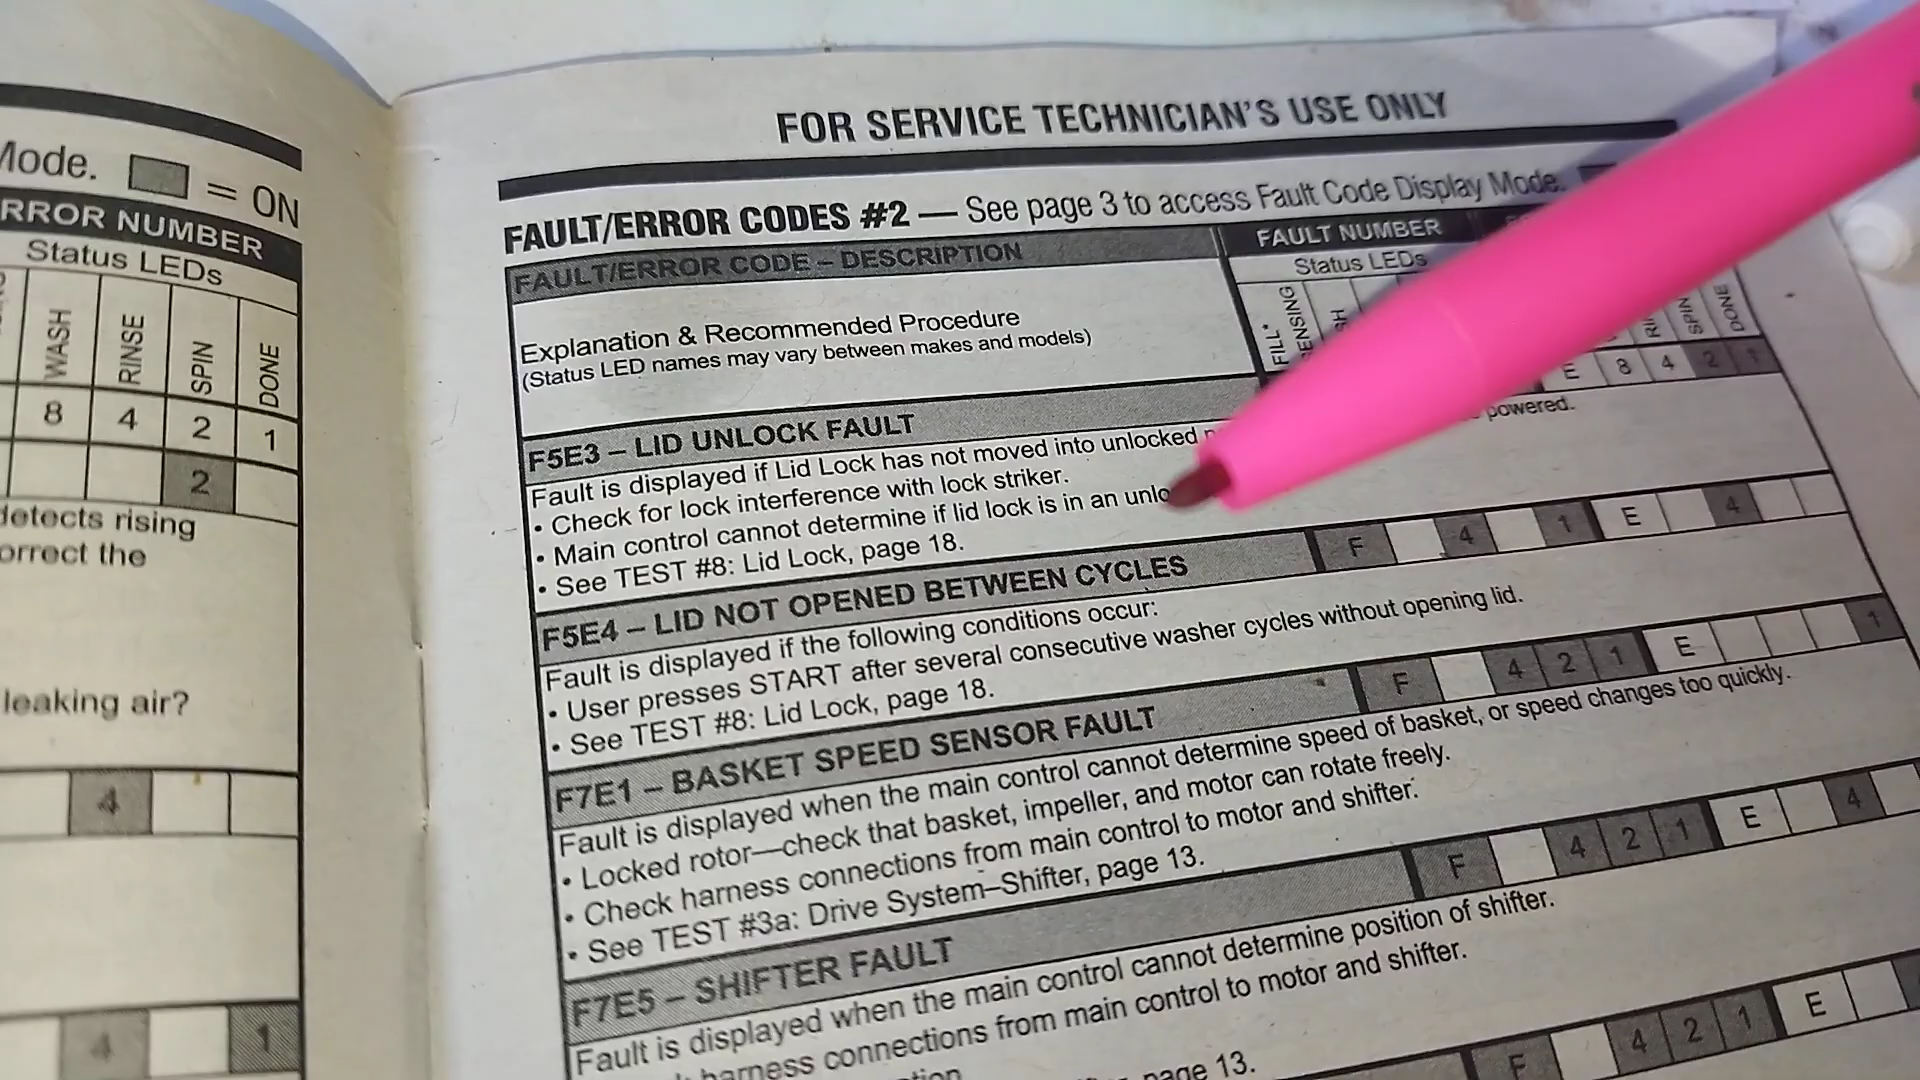 Mode. = ON
ERROR NUMBER
Status LEDs
WASH RINSE SPIN DONE
8 4 2 1
2
detects rising
correct the
leaking air?
4
4 1
FOR SERVICE TECHNICIAN'S USE ONLY
FAULT/ERROR CODES #2 — See page 3 to access Fault Code Display Mode.
FAULT/ERROR CODE – DESCRIPTION
FAULT NUMBER
Status LEDs
Explanation & Recommended Procedure
(Status LED names may vary between makes and models)
FILL* SPIN DONE
E 8 4 2 1
F5E3 – LID UNLOCK FAULT
Fault is displayed if Lid Lock has not moved into unlocked powered.
• Check for lock interference with lock striker.
• Main control cannot determine if lid lock is in an
• See TEST #8: Lid Lock, page 18.
F5E4 – LID NOT OPENED BETWEEN CYCLES F 4 1 E 4
Fault is displayed if the following conditions occur:
• User presses START after several consecutive washer cycles without opening lid.
• See TEST #8: Lid Lock, page 18.
F7E1 – BASKET SPEED SENSOR FAULT F 4 2 1 E 1
Fault is displayed when the main control cannot determine speed of basket, or speed changes too quickly.
• Locked rotor—check that basket, impeller, and motor can rotate freely.
• Check harness connections from main control to motor and shifter.
• See TEST #3a: Drive System–Shifter, page 13.
F7E5 – SHIFTER FAULT F 4 2 1 E 4
Fault is displayed when the main control cannot determine position of shifter.
harness connections from main control to motor and shifter.
page 13.
F 4 2 1 E